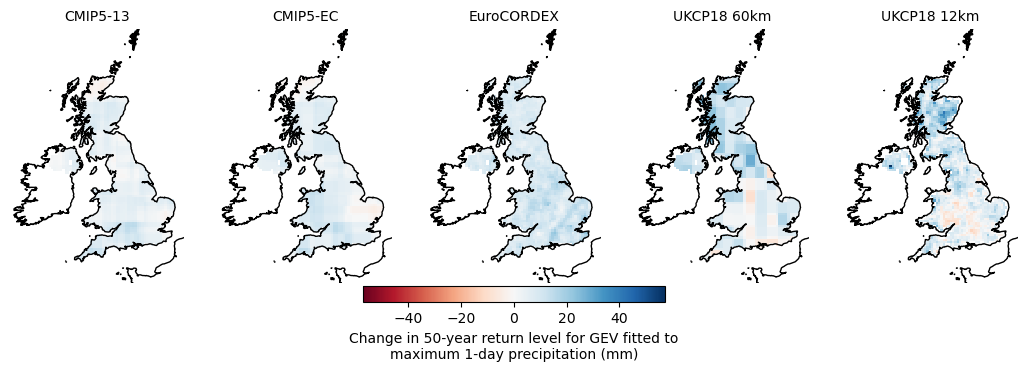 CMIP5-13 CMIP5-EC EuroCORDEX UKCP18 60km UKCP18 12km
−40 −20 0 20 40
Change in 50-year return level for GEV fitted to
maximum 1-day precipitation (mm)